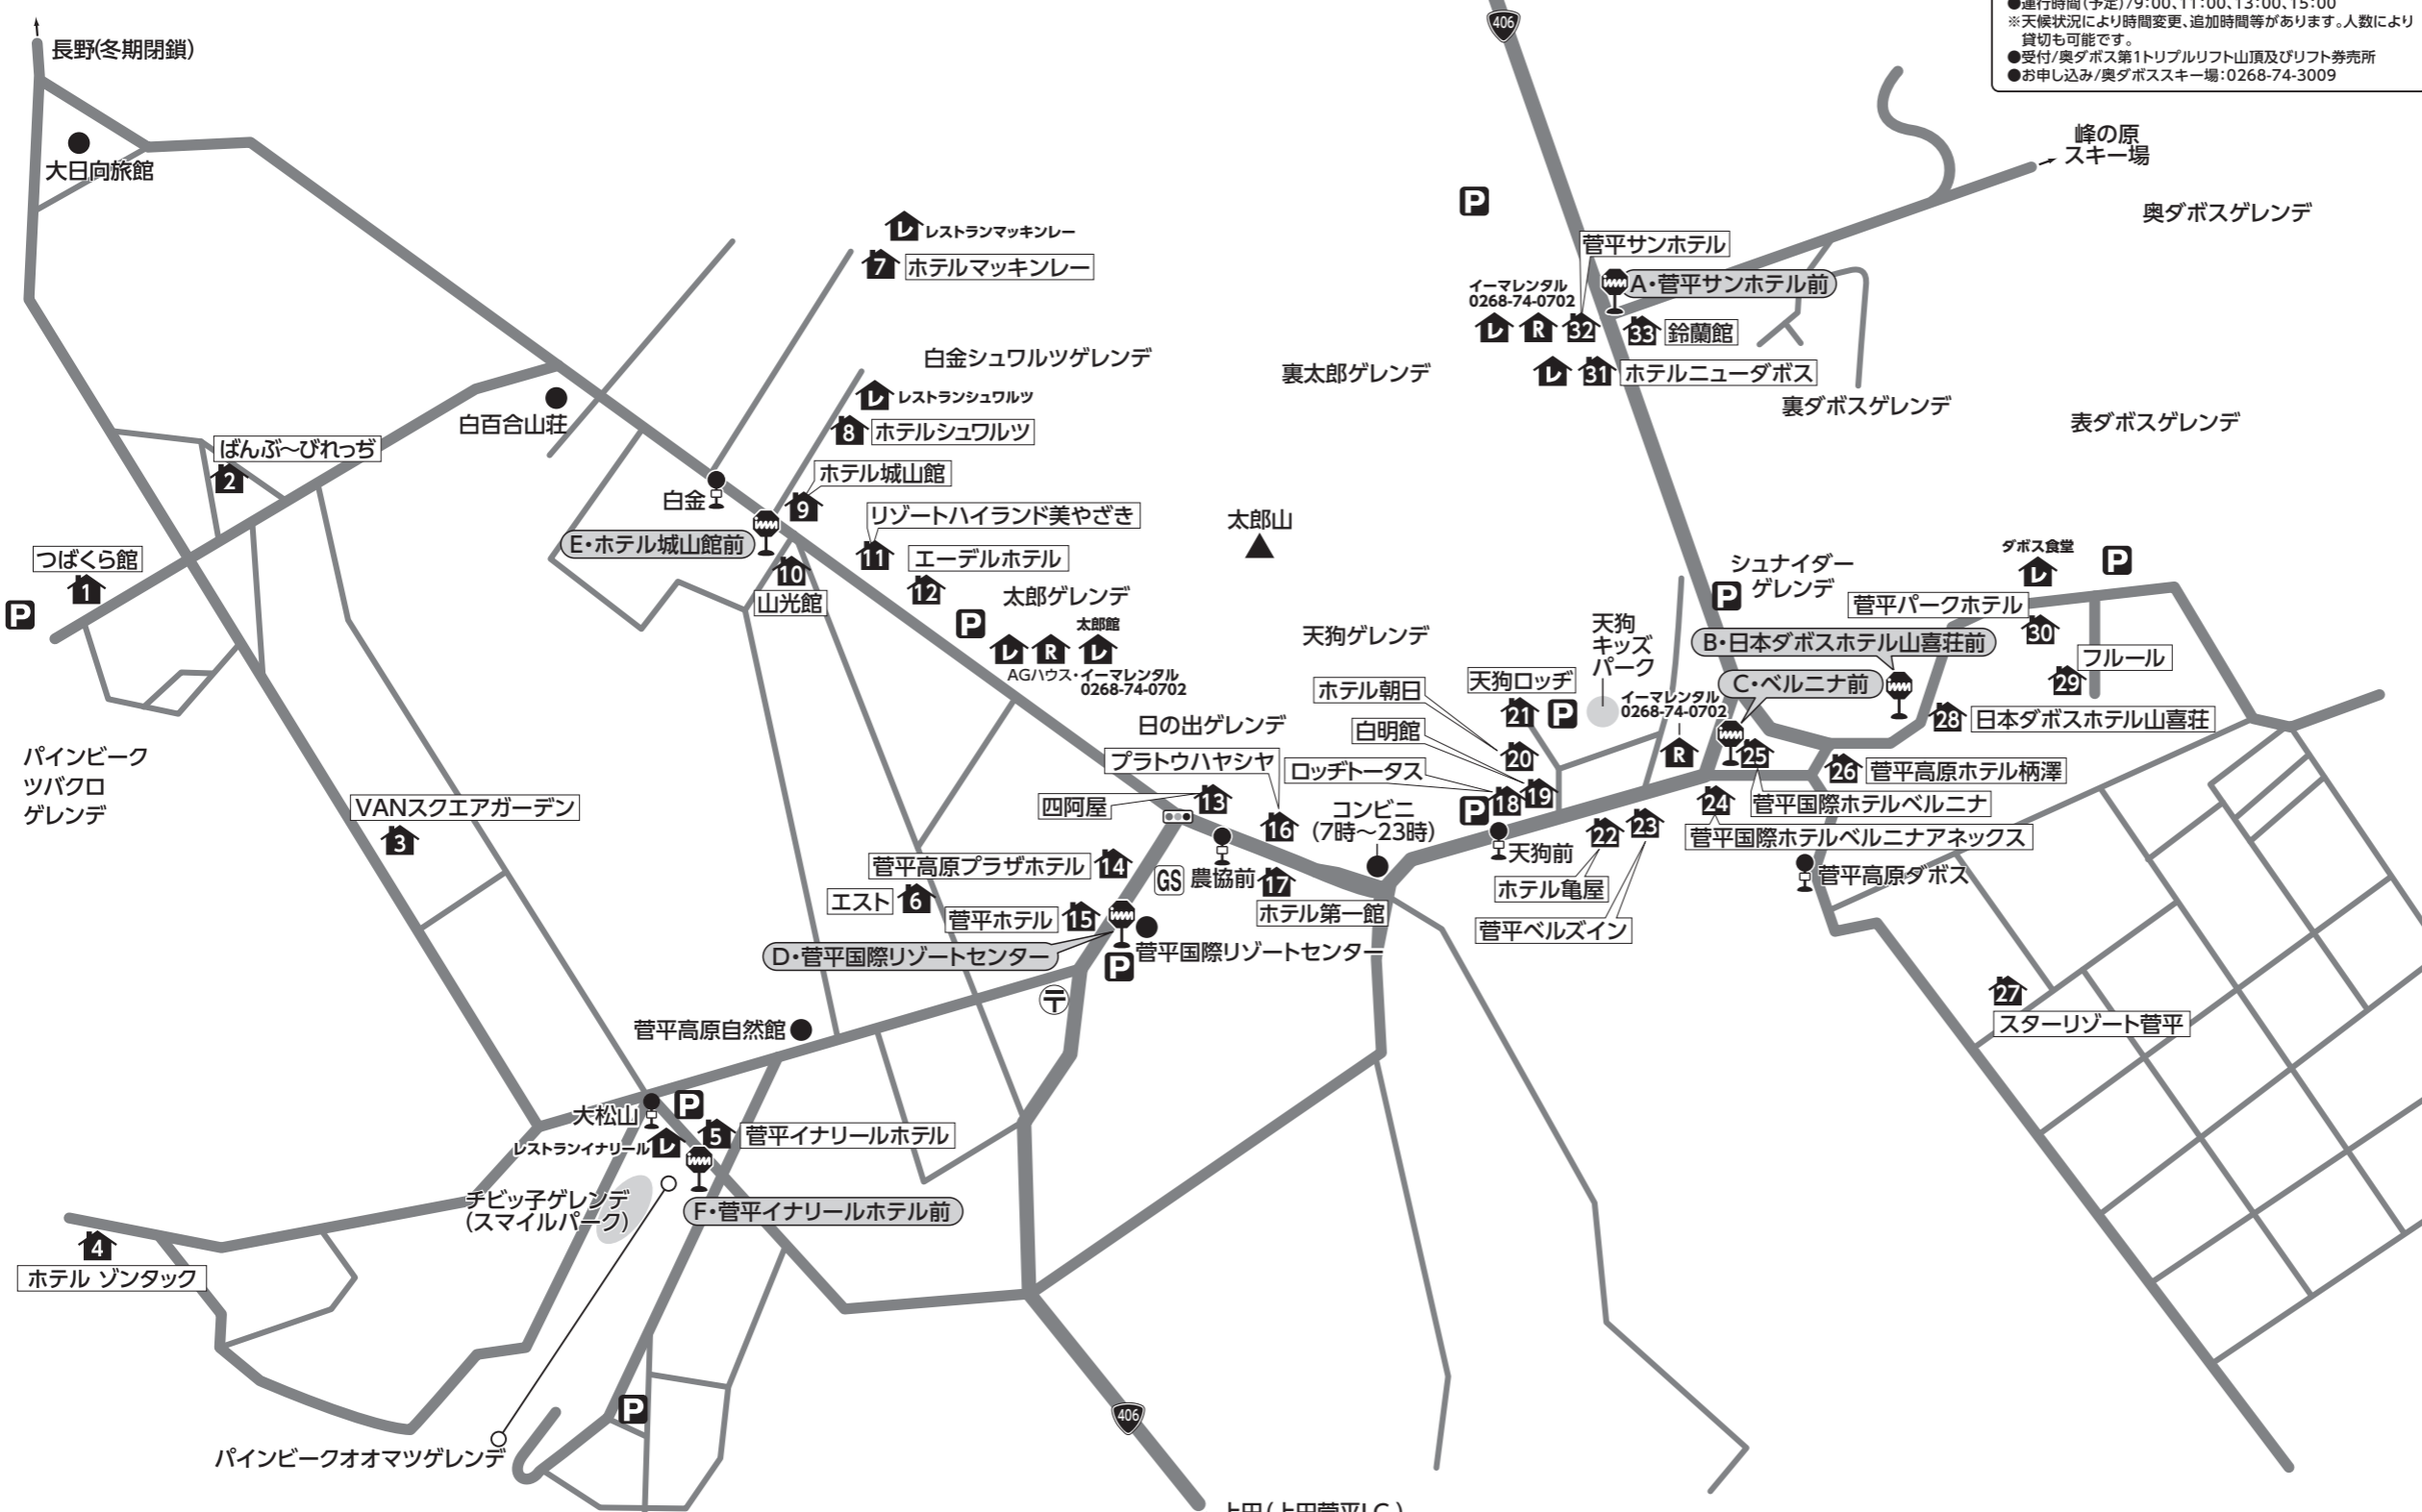 ●運行時間(予定)/9:00、11:00、13:00、15:00
※天候状況により時間変更、追加時間等があります。人数により
貸切も可能です。
●受付/奥ダボス第1トリプルリフト山頂及びリフト券売所
●お申し込み/奥ダボススキー場:0268-74-3009
406
長野(冬期閉鎖)
大日向旅館
峰の原
スキー場
P
奥ダボスゲレンデ
レ レストランマッキンレー
7 ホテルマッキンレー
菅平サンホテル
A・菅平サンホテル前
イーマレンタル
0268-74-0702
レ R 32
33 鈴蘭館
白金シュワルツゲレンデ
裏太郎ゲレンデ
レ 31 ホテルニューダボス
裏ダボスゲレンデ
表ダボスゲレンデ
レ レストランシュワルツ
8 ホテルシュワルツ
白百合山荘
ばんぶ〜びれっぢ
2
ホテル城山館
9
白金
リゾートハイランド美やざき
11
E・ホテル城山館前
太郎山
エーデルホテル
12
10
山光館
つばくら館
1
P
太郎ゲレンデ
P
太郎館
レ R レ
AGハウス・イーマレンタル
0268-74-0702
シュナイダー
ゲレンデ
P
ダボス食堂
レ
P
菅平パークホテル
30
天狗ゲレンデ
天狗
キッズ
パーク
B・日本ダボスホテル山喜荘前
フルール
29
C・ベルニナ前
天狗ロッヂ
21 P
ホテル朝日
20
イーマレンタル
0268-74-0702
R
28 日本ダボスホテル山喜荘
日の出ゲレンデ
白明館
19
パインビーク
ツバクロ
ゲレンデ
プラトウハヤシヤ
16
ロッヂトータス
P 18
25
26 菅平高原ホテル柄澤
菅平国際ホテルベルニナ
24
菅平国際ホテルベルニナアネックス
VANスクエアガーデン
3
四阿屋
13
コンビニ
(7時〜23時)
天狗前
22
23
ホテル亀屋
菅平ベルズイン
菅平高原ダボス
菅平高原プラザホテル 14
GS
農協前
17
ホテル第一館
エスト 6
菅平ホテル 15
D・菅平国際リゾートセンター
菅平国際リゾートセンター
P
〒
27
スターリゾート菅平
菅平高原自然館
大松山
P
レストランイナリール レ
5 菅平イナリールホテル
チビッ子ゲレンデ
(スマイルパーク)
F・菅平イナリールホテル前
4
ホテル ゾンタック
P
パインビークオオマツゲレンデ
406
上田(上田菅平I.C.)